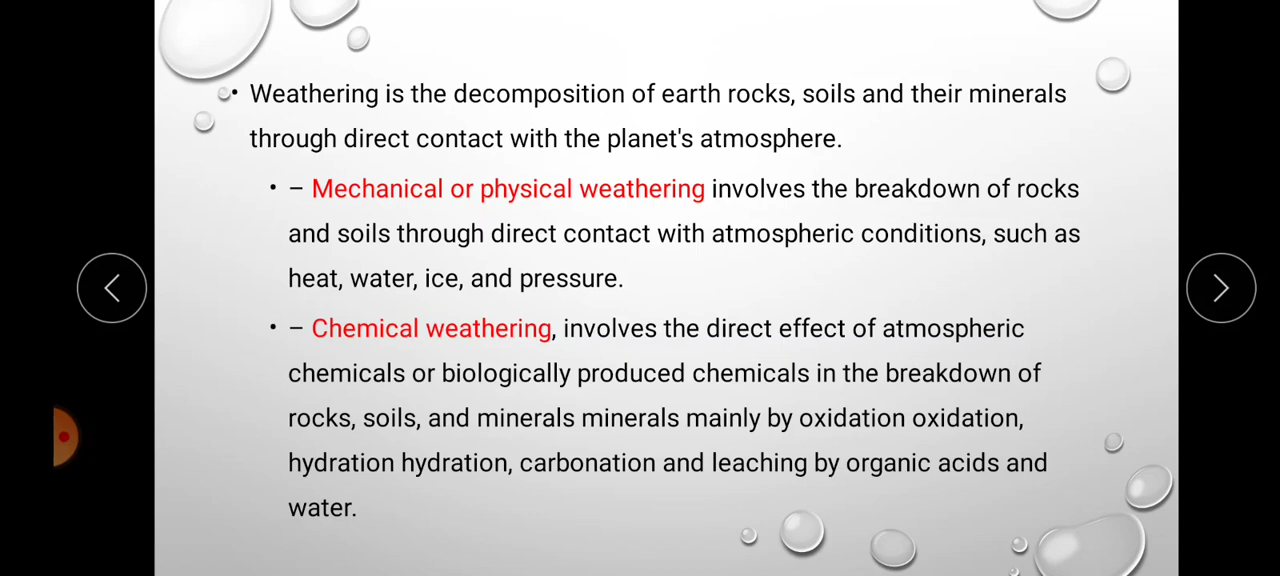 • Weathering is the decomposition of earth rocks, soils and their minerals
through direct contact with the planet's atmosphere.
• – Mechanical or physical weathering involves the breakdown of rocks
and soils through direct contact with atmospheric conditions, such as
heat, water, ice, and pressure.
• – Chemical weathering, involves the direct effect of atmospheric
chemicals or biologically produced chemicals in the breakdown of
rocks, soils, and minerals minerals mainly by oxidation oxidation,
hydration hydration, carbonation and leaching by organic acids and
water.